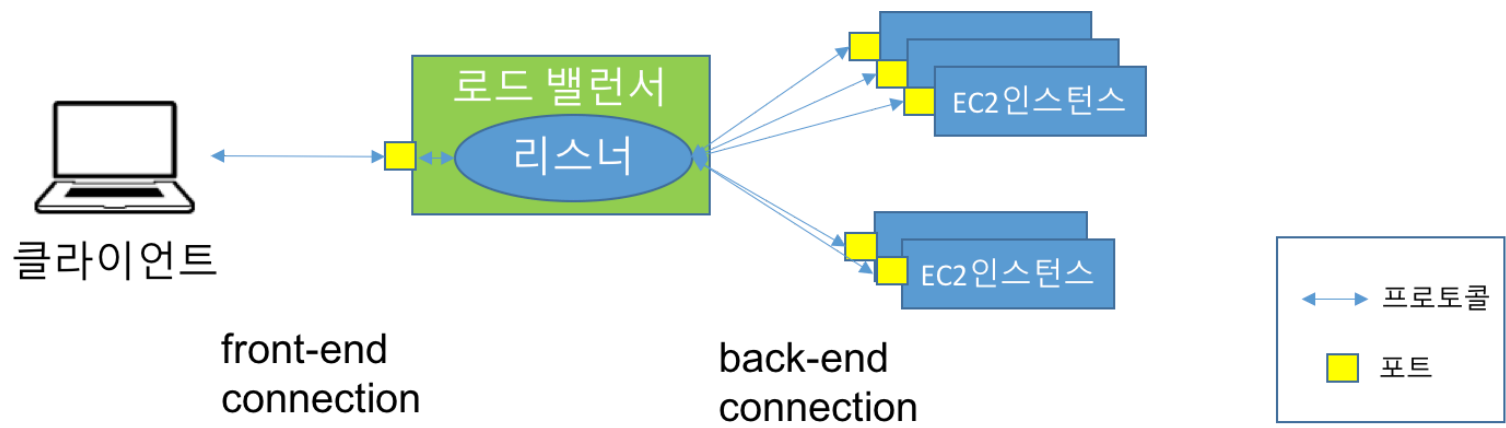 로드 밸런서
리스너
EC2인스턴스
EC2인스턴스
클라이언트
front-end
connection
back-end
connection
프로토콜
포트